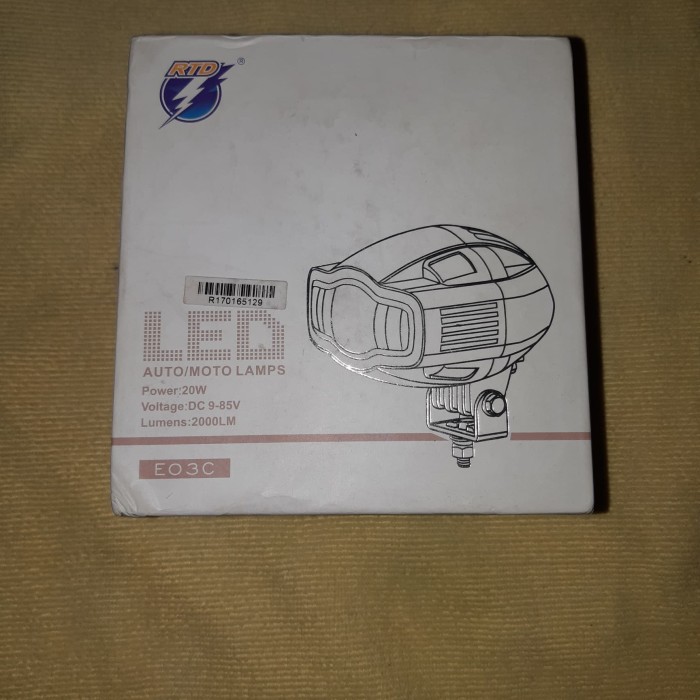 RTD ®
R170165129
LED
AUTO/MOTO LAMPS
Power:20W
Voltage:DC 9-85V
Lumens:2000LM
E03C